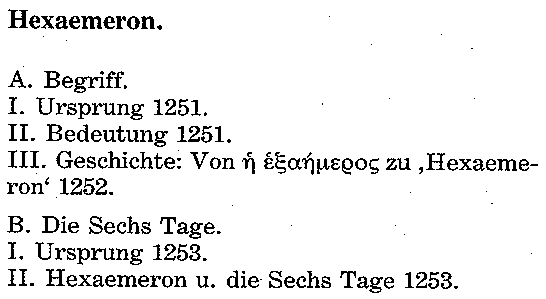 Hexaemeron.
A. Begriff.
I. Ursprung 1251.
II. Bedeutung 1251.
III. Geschichte: Von ἡ ἑξαήμερος zu ‚Hexaeme-
ron‘ 1252.
B. Die Sechs Tage.
I. Ursprung 1253.
II. Hexaemeron u. die Sechs Tage 1253.